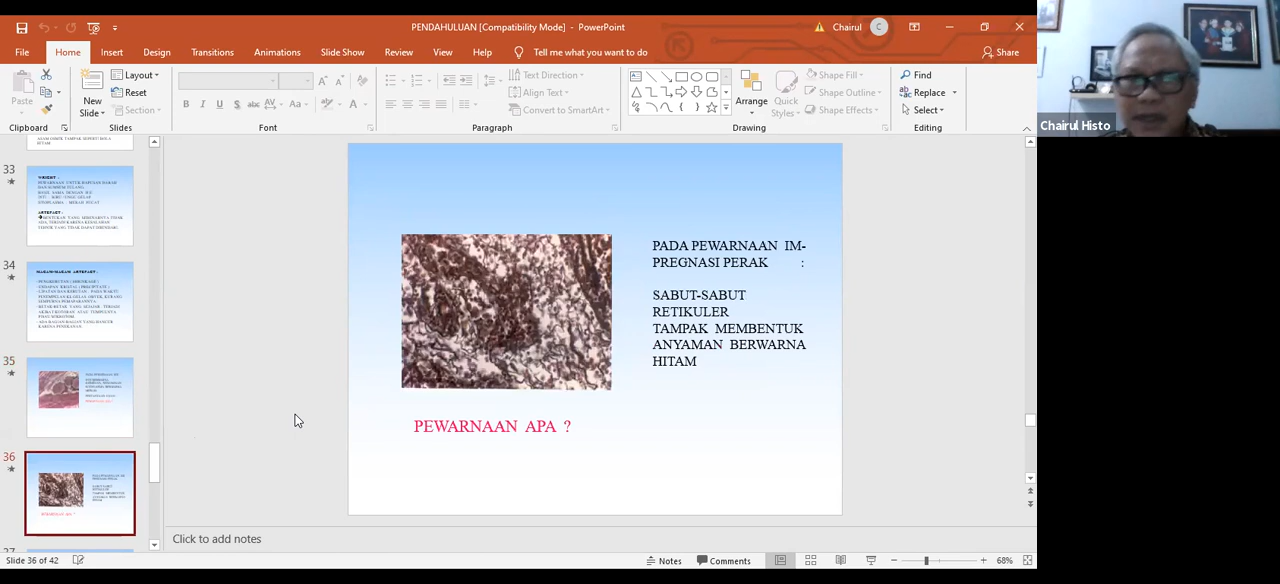 PENDAHULUAN [Compatibility Mode] - PowerPoint
Chairul
C
File Home Insert Design Transitions Animations Slide Show Review View Help Tell me what you want to do
Share
Paste
New
Slide
Layout
Reset
Section
B I U S abc AV Aa A
Text Direction
Align Text
Convert to SmartArt
Arrange
Quick
Styles
Shape Fill
Shape Outline
Shape Effects
Find
Replace
Select
Clipboard Slides Font Paragraph Drawing Editing
Chairul Histo
33
34
35
36
37
PADA PEWARNAAN IM-
PREGNASI PERAK :
SABUT-SABUT
RETIKULER
TAMPAK MEMBENTUK
ANYAMAN BERWARNA
HITAM
PEWARNAAN APA ?
Click to add notes
Slide 36 of 42
Notes
Comments
68%